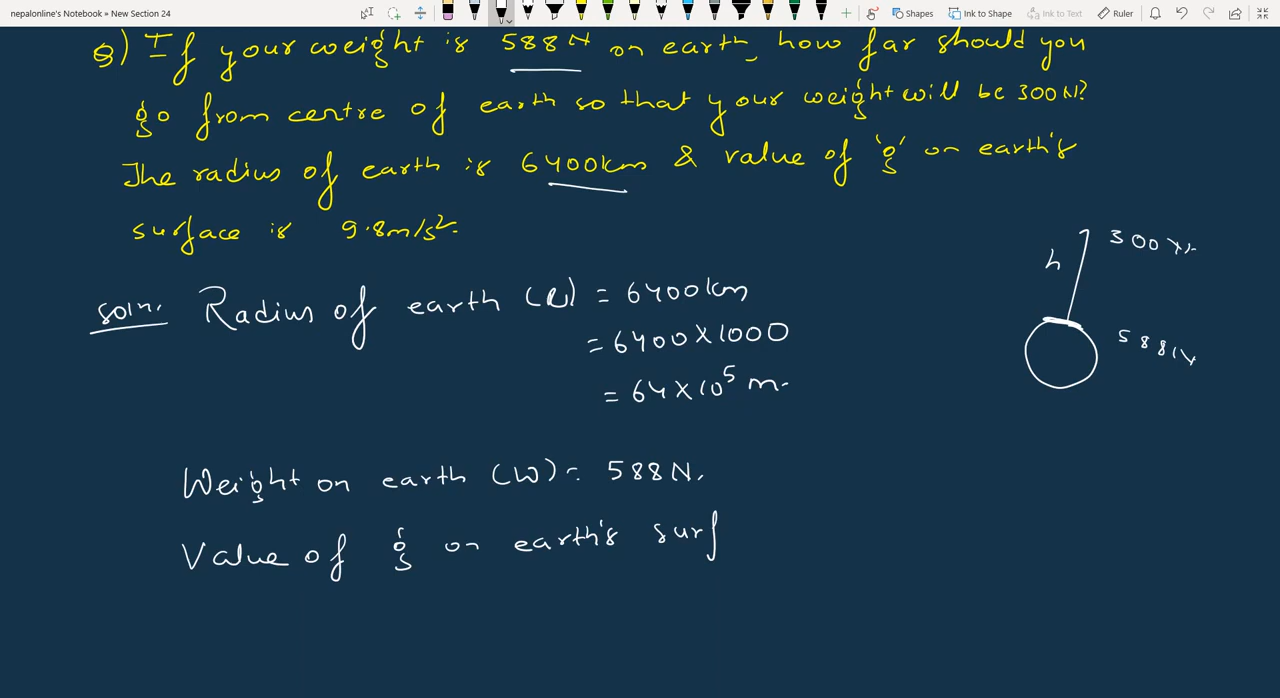 nepalonline's Notebook » New Section 24
Shapes
Ink to Shape
Ink to Text
Ruler
Q) If your weight is 588N on earth, how far should you
go from centre of earth so that your weight will be 300N?
The radius of earth is 6400km & value of 'g' on earth's
surface is 9.8m/s².
soln. Radius of earth (R) = 6400km
= 6400×1000
= 64×10⁵ m.
h
300N
588N
Weight on earth (W) = 588N.
Value of g on earth's surf